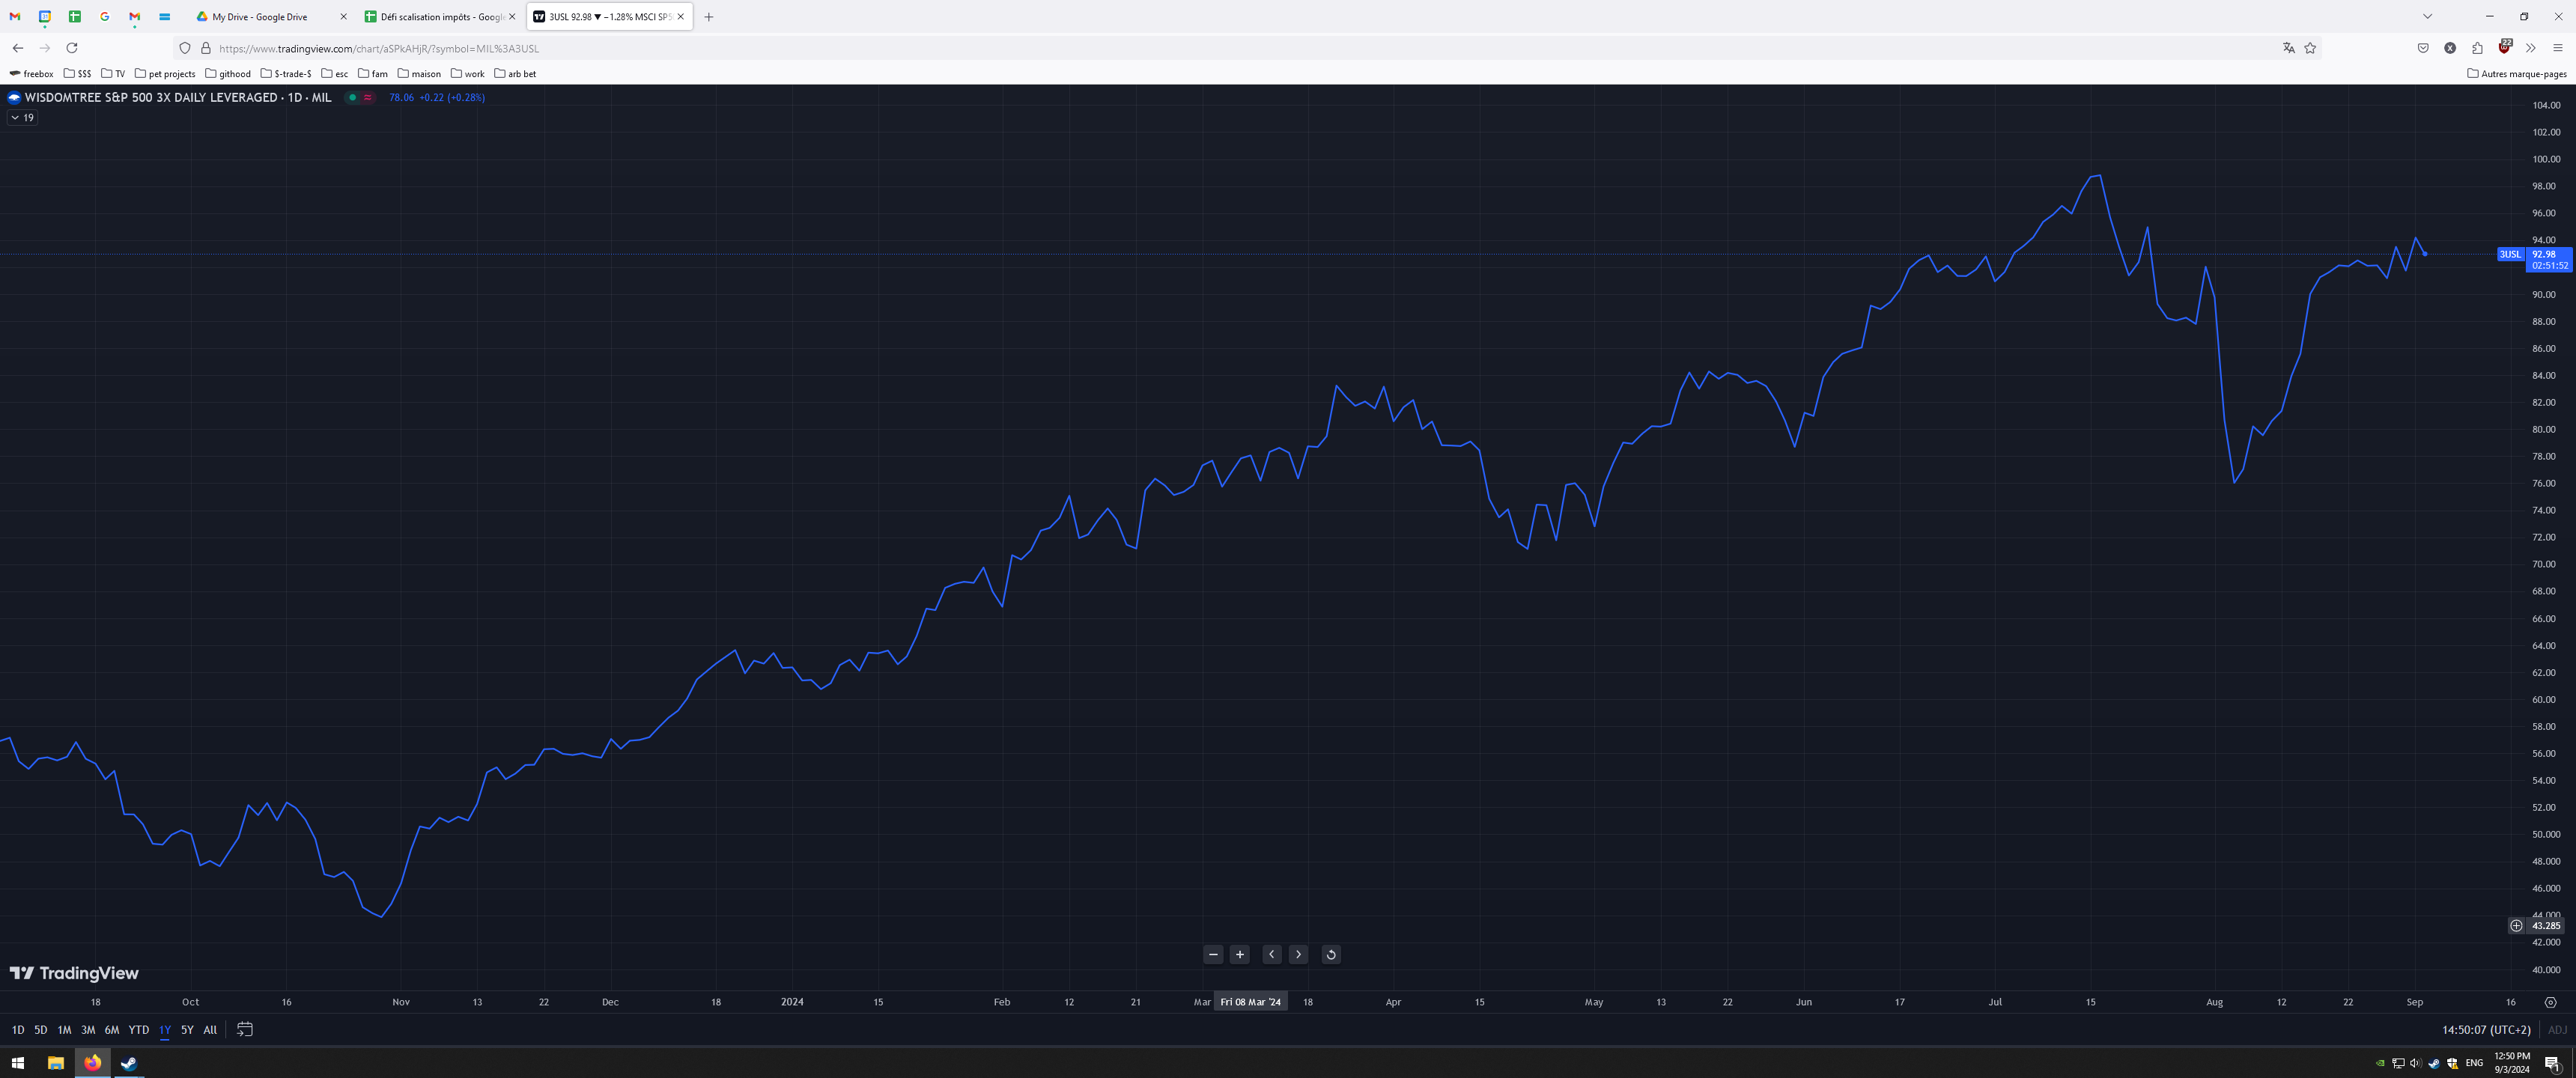 My Drive - Google Drive
Défi scalisation impôts - Google
3USL 92.98 ▼ −1.28% MSCI SP5
https://www.tradingview.com/chart/aSPkAHjR/?symbol=MIL%3A3USL
22
freebox $$$ TV pet projects githood $-trade-$ esc fam maison work arb bet
Autres marque-pages
WISDOMTREE S&P 500 3X DAILY LEVERAGED · 1D · MIL 78.06 +0.22 (+0.28%)
19
104.00
102.00
100.00
98.00
96.00
94.00
3USL 92.98
02:51:52
90.00
88.00
86.00
84.00
82.00
80.00
78.00
76.00
74.00
72.00
70.00
68.00
66.00
64.00
62.00
60.00
58.00
56.00
54.00
52.00
50.000
48.000
46.000
44.000
43.285
42.000
40.000
TradingView
18 Oct 16 Nov 13 22 Dec 18 2024 15 Feb 12 21 Mar Fri 08 Mar '24 18 Apr 15 May 13 22 Jun 17 Jul 15 Aug 12 22 Sep 16
1D 5D 1M 3M 6M YTD 1Y 5Y All
14:50:07 (UTC+2) ADJ
ENG
12:50 PM
9/3/2024
1